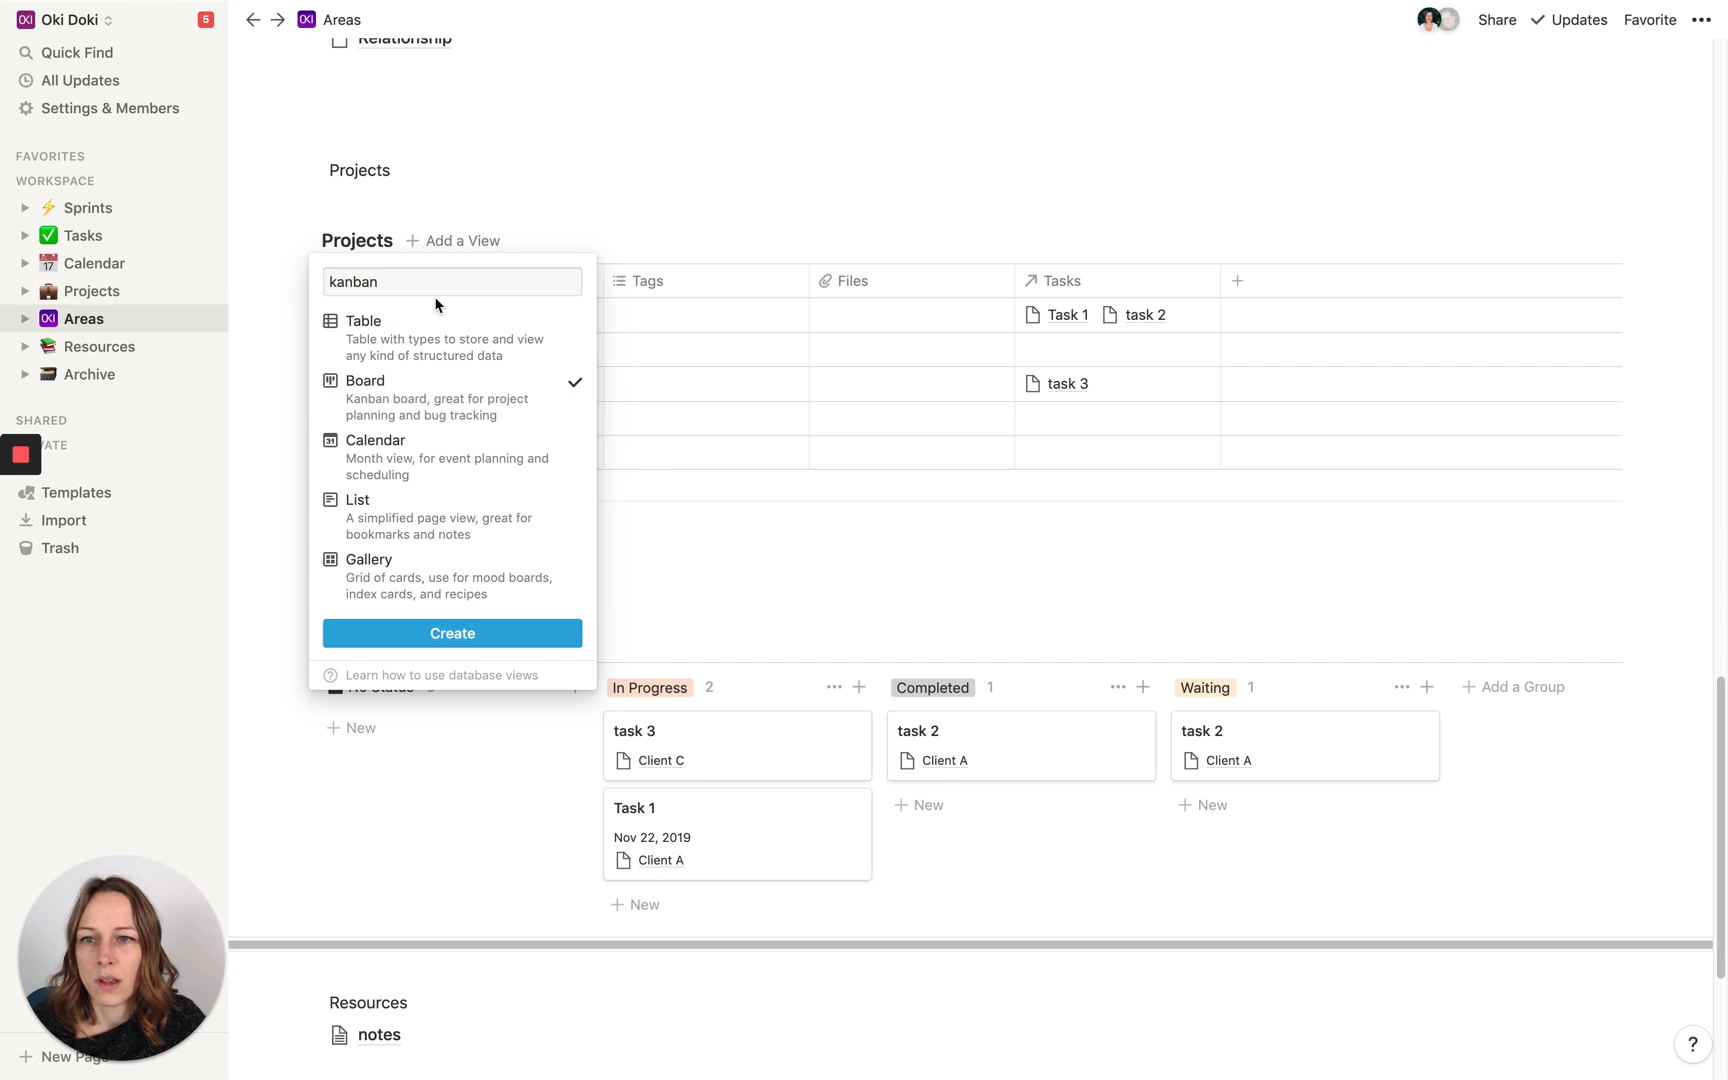 Oki Doki
5
Quick Find
All Updates
Settings & Members
FAVORITES
WORKSPACE
Sprints
Tasks
Calendar
Projects
Areas
Resources
Archive
SHARED
VATE
Templates
Import
Trash
Areas
Share
Updates
Favorite
Relationship
Projects
Projects
Add a View
kanban
Table
Table with types to store and view
any kind of structured data
Board
Kanban board, great for project
planning and bug tracking
Calendar
Month view, for event planning and
scheduling
List
A simplified page view, great for
bookmarks and notes
Gallery
Grid of cards, use for mood boards,
index cards, and recipes
Create
Learn how to use database views
Tags Files Tasks
Task 1 task 2
task 3
No Status
New
In Progress 2
task 3
Client C
Task 1
Nov 22, 2019
Client A
New
Completed 1
task 2
Client A
New
Waiting 1
task 2
Client A
New
Add a Group
Resources
notes
?